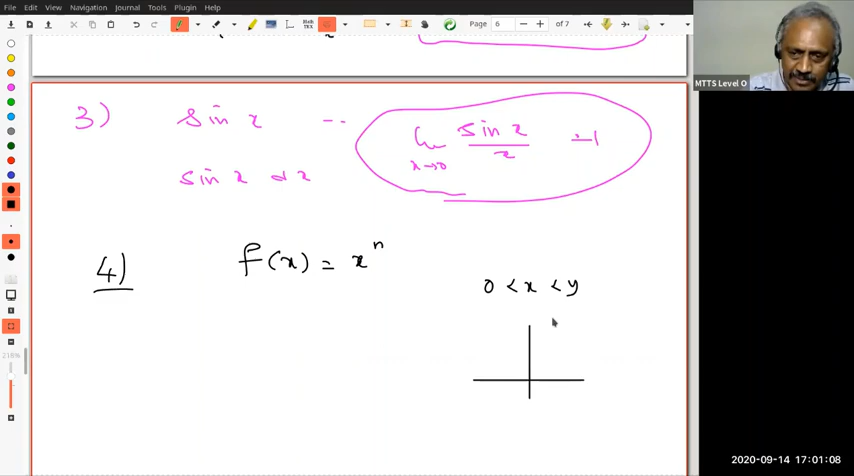 File View Navigation Journal Tools Plugin Help
Page 6 of 7
3) sin x --
lim sin x / x = 1
x→0
sin x & x
4) f(x) = x^n
0 < x < y
MTTS Level O
216%
2020-09-14 17:01:08